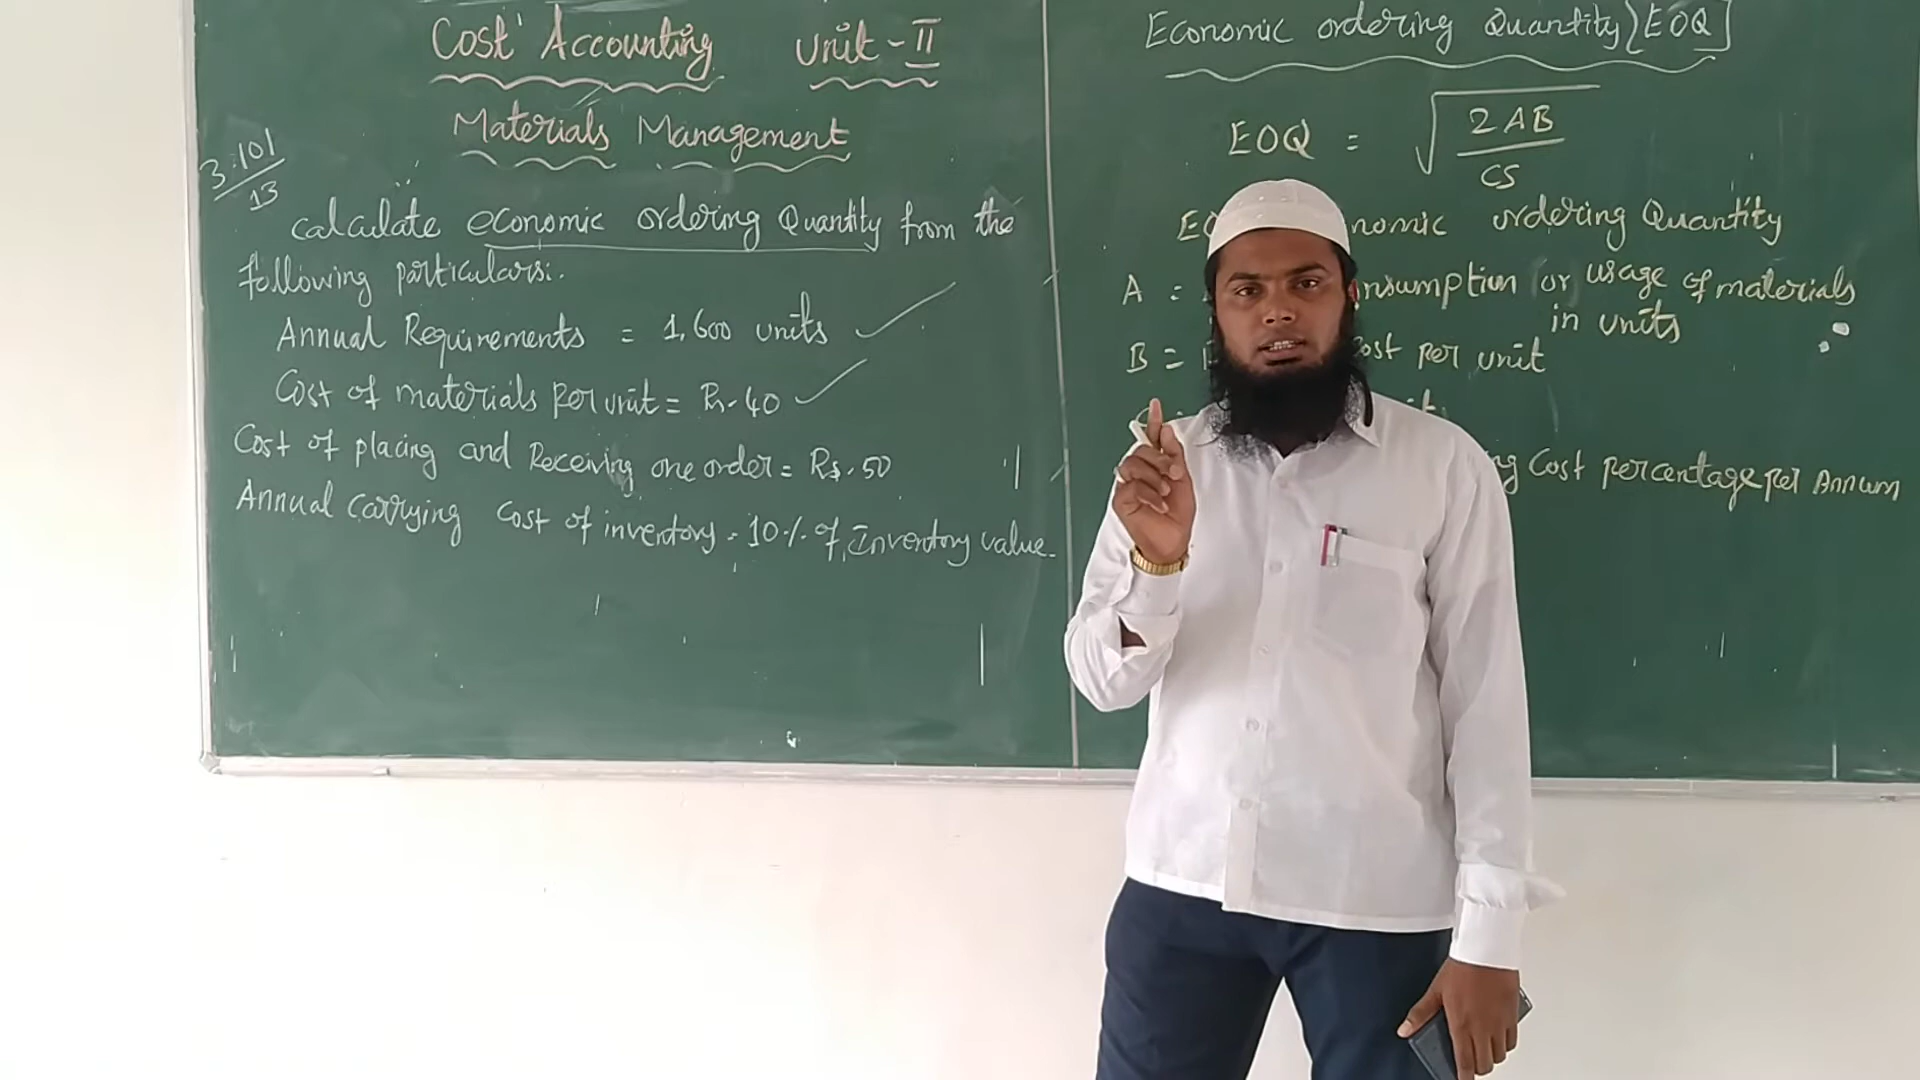 Cost Accounting Unit - II
Materials Management
3.101
13
Calculate economic ordering Quantity from the
following particulars:.
Annual Requirements = 1,600 units
Cost of materials per unit = Rs. 40
Cost of placing and Receiving one order = Rs. 50
Annual carrying cost of inventory = 10% of Inventory value.
Economic ordering Quantity [EOQ]
EOQ = √ 2AB
CS
nomic ordering Quantity
A = nsumption or usage of materials
in units
B = ost per unit
ng Cost percentage per Annum